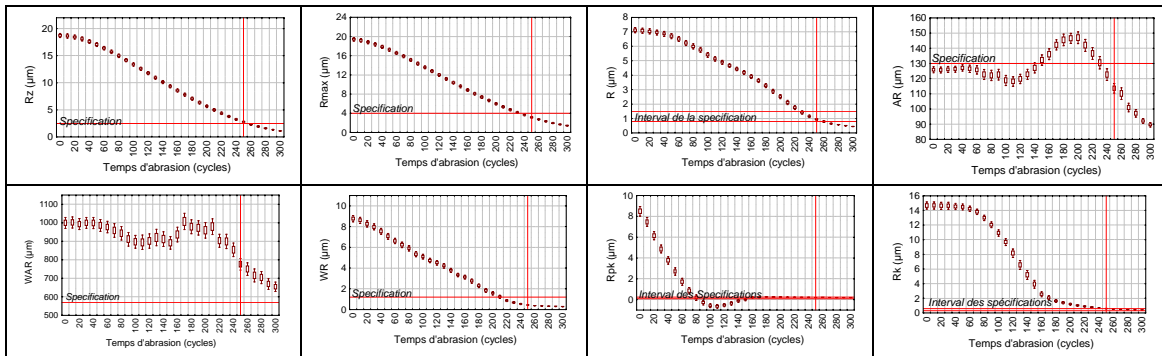 Rz (µm)
20
15
10
5
0
Specification
0 20 40 60 80 100 120 140 160 180 200 220 240 260 280 300
Temps d'abrasion (cycles)
Rmax (µm)
24
20
16
12
8
4
0
Specification
0 20 40 60 80 100 120 140 160 180 200 220 240 260 280 300
Temps d'abrasion (cycles)
R (µm)
8
7
6
5
4
3
2
1
0
Interval de la specification
0 20 40 60 80 100 120 140 160 180 200 220 240 260 280 300
Temps d'abrasion (cycles)
AR (µm)
160
150
140
130
120
110
100
90
80
Specification
0 20 40 60 80 100 120 140 160 180 200 220 240 260 280 300
Temps d'abrasion (cycles)
WAR (µm)
1100
1000
900
800
700
600
500
Specification
0 20 40 60 80 100 120 140 160 180 200 220 240 260 280 300
Temps d'abrasion (cycles)
WR (µm)
10
8
6
4
2
0
Specification
0 20 40 60 80 100 120 140 160 180 200 220 240 260 280 300
Temps d'abrasion (cycles)
Rpk (µm)
10
8
6
4
2
0
Interval des Specifications
0 20 40 60 80 100 120 140 160 180 200 220 240 260 280 300
Temps d'abrasion (cycles)
Rk (µm)
16
14
12
10
8
6
4
2
0
Interval des spécifications
0 20 40 60 80 100 120 140 160 180 200 220 240 260 280 300
Temps d'abrasion (cycles)